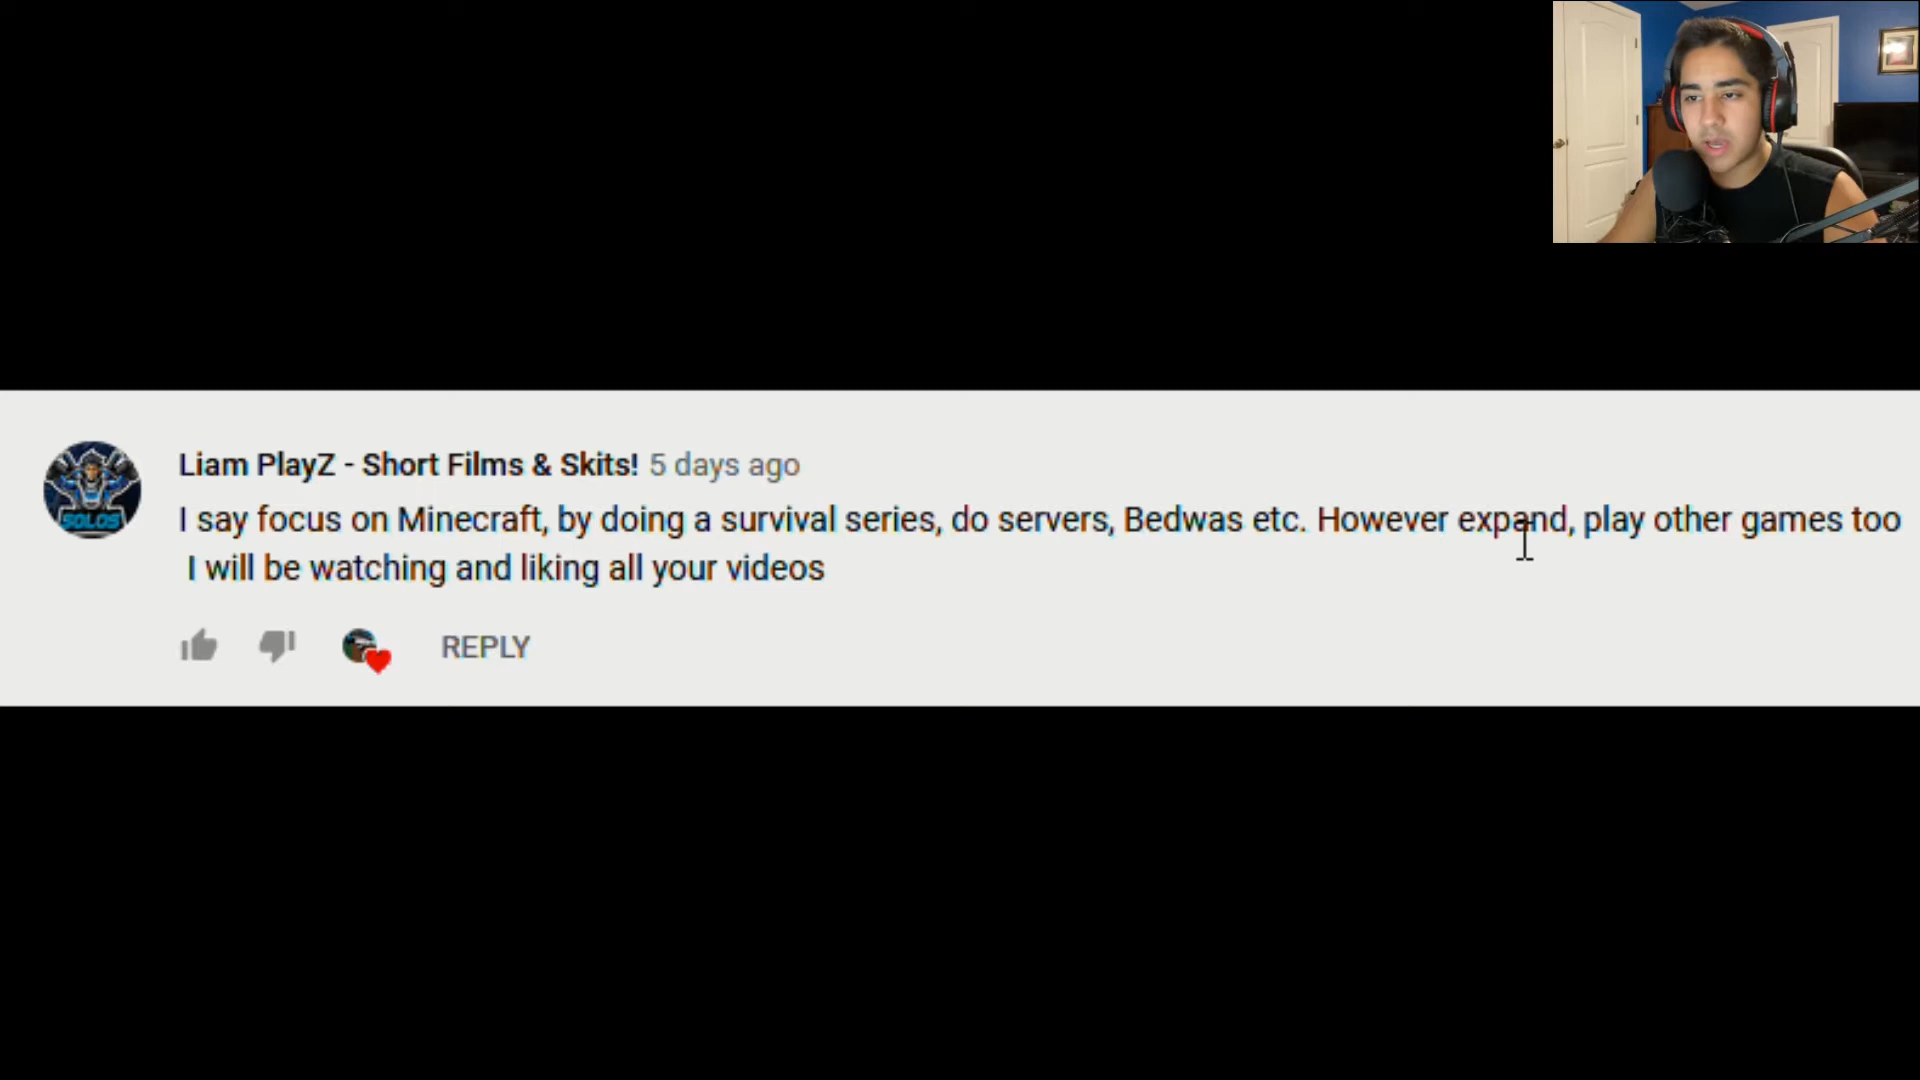 Liam PlayZ - Short Films & Skits! 5 days ago
I say focus on Minecraft, by doing a survival series, do servers, Bedwas etc. However expand, play other games too
I will be watching and liking all your videos
REPLY
SOLOS